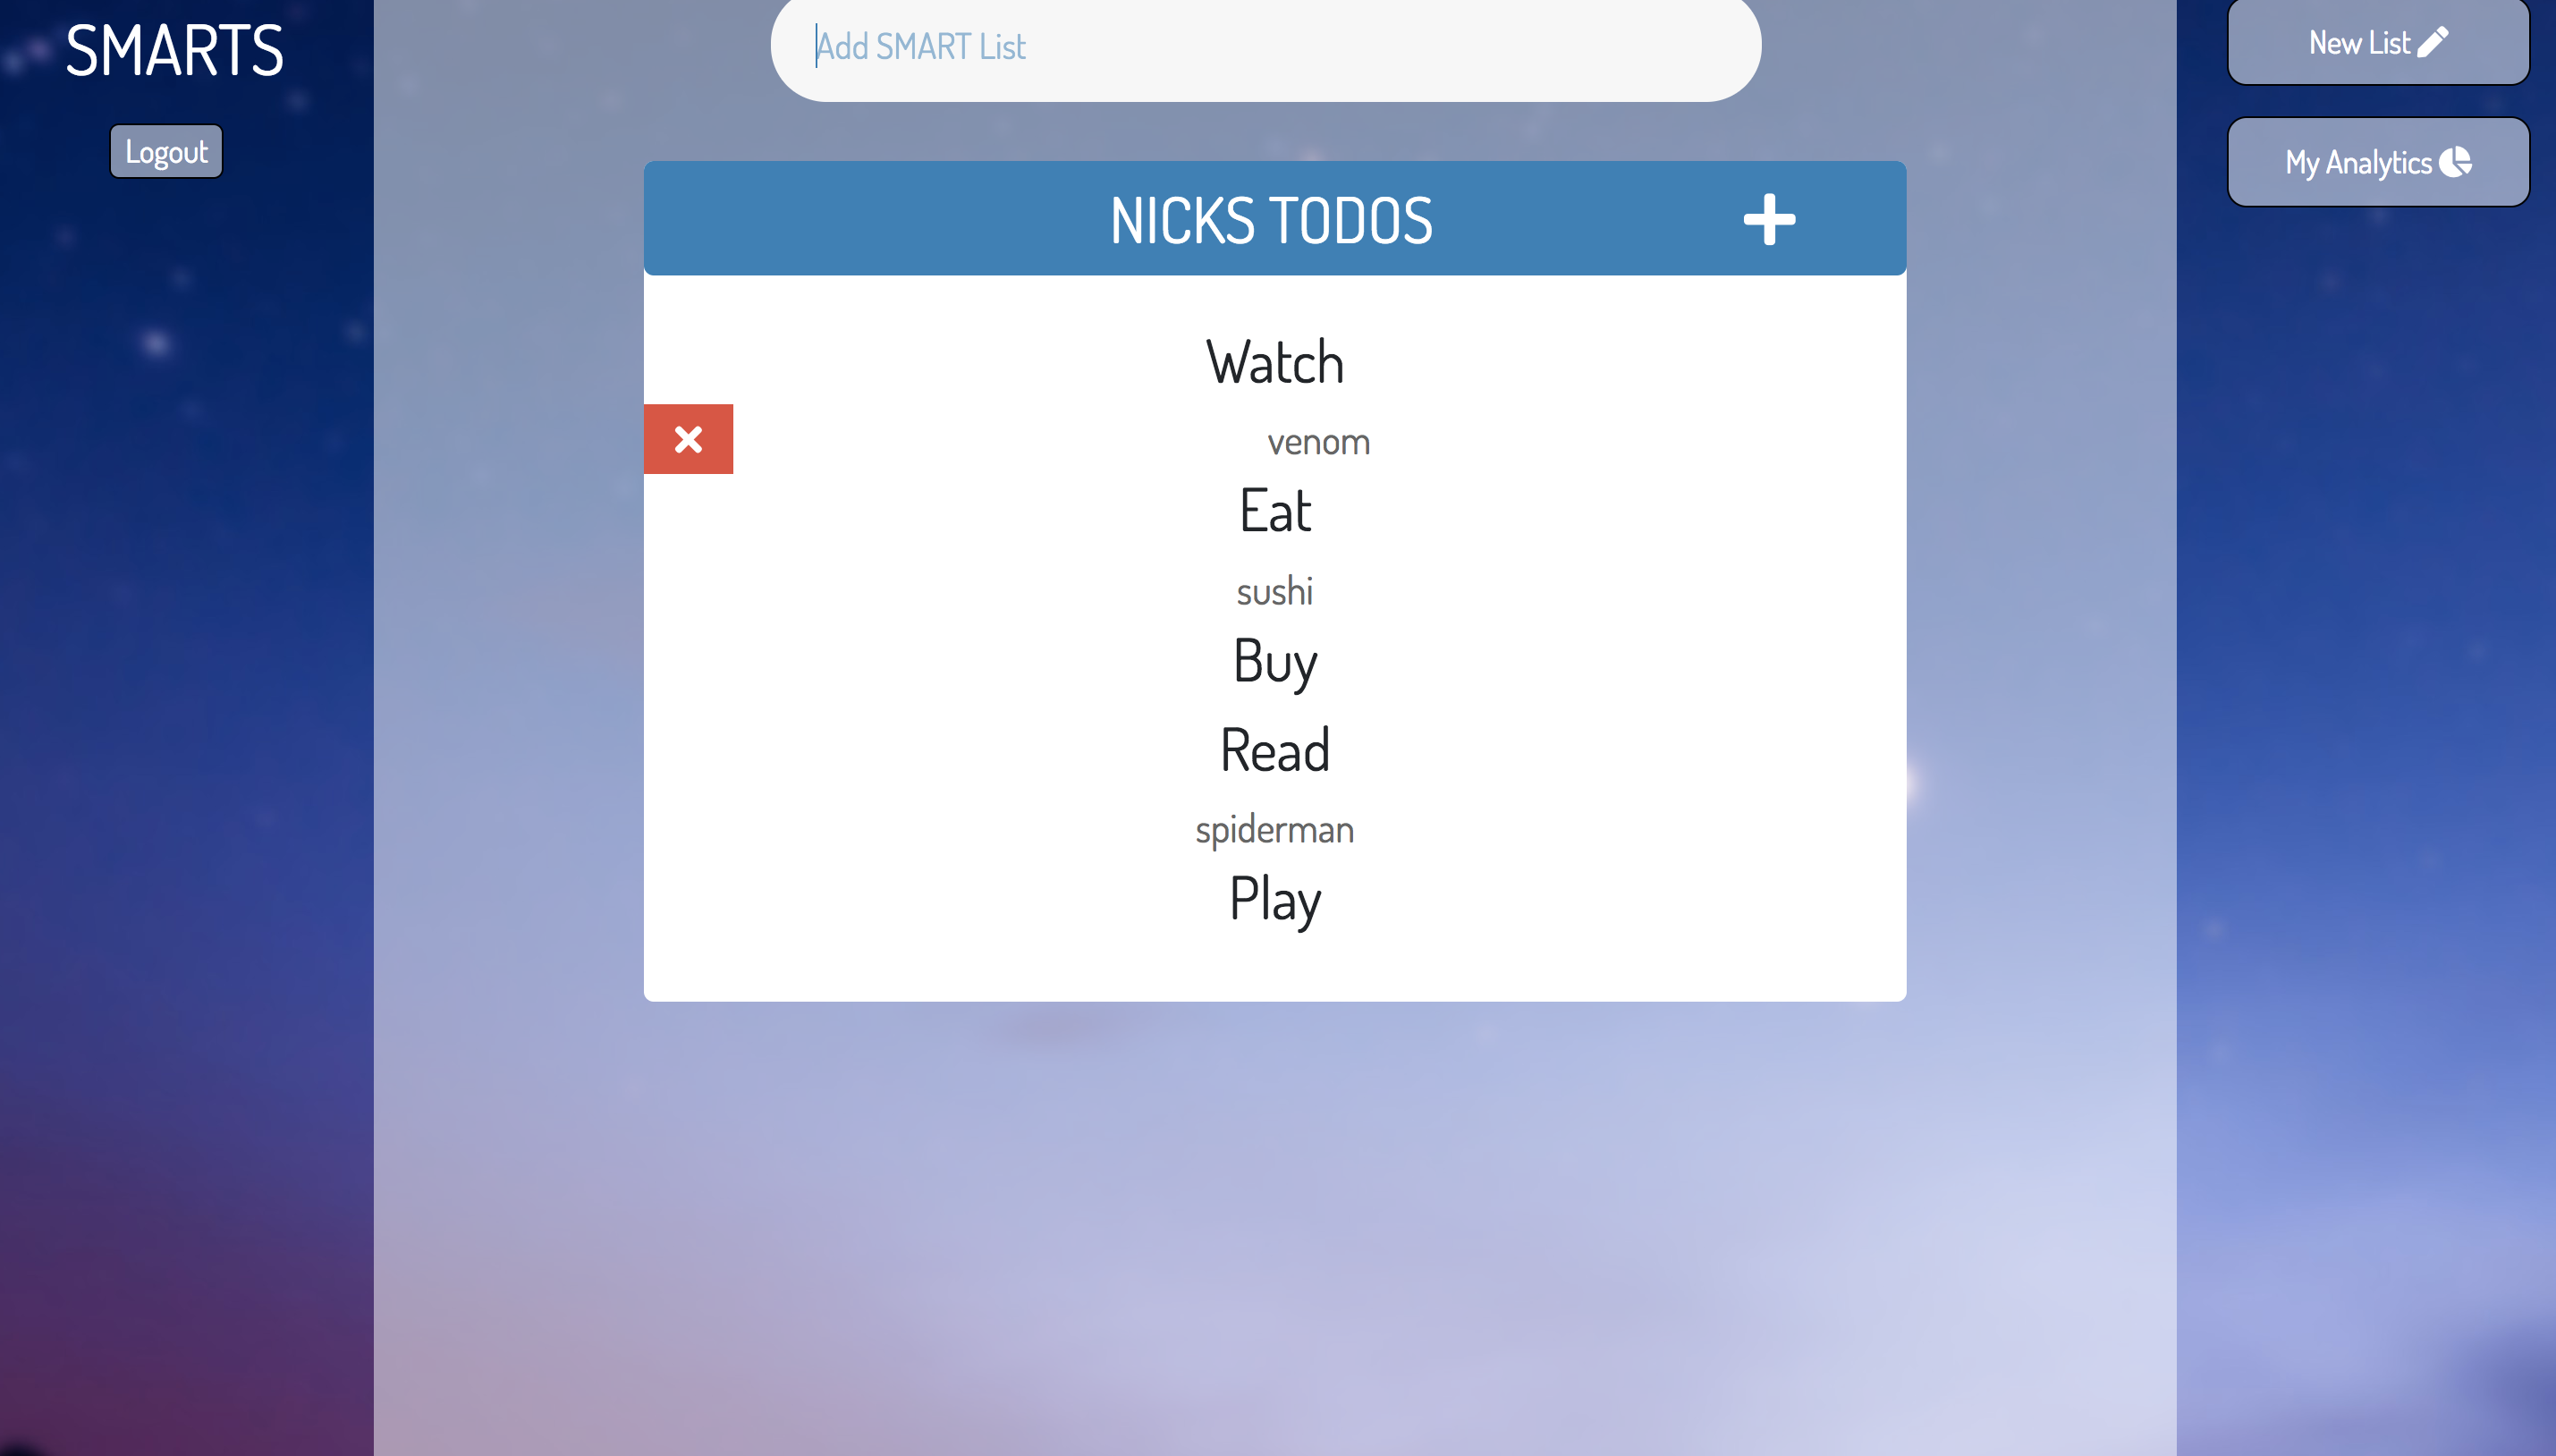 SMARTS
Logout
Add SMART List
New List
My Analytics
NICKS TODOS
Watch
venom
Eat
sushi
Buy
Read
spiderman
Play